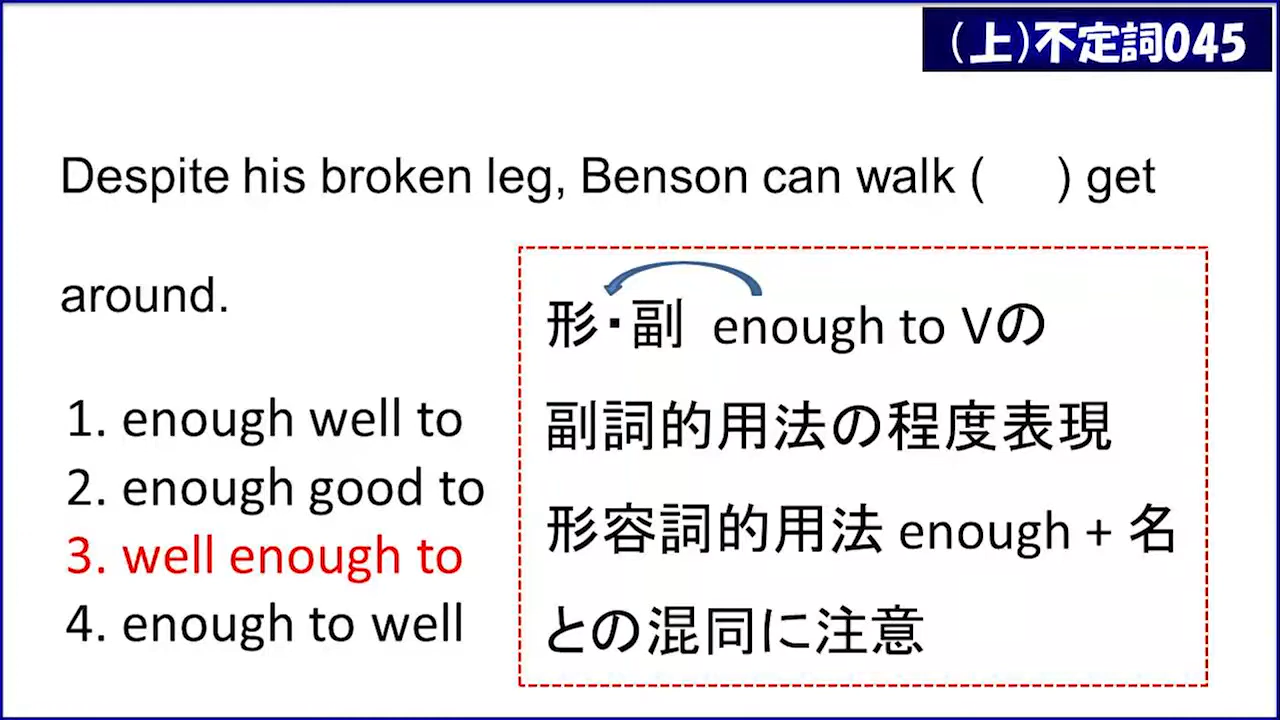 （上）不定詞045
Despite his broken leg, Benson can walk (　) get
around.
形・副 enough to Vの
副詞的用法の程度表現
形容詞的用法 enough + 名
との混同に注意
1. enough well to
2. enough good to
3. well enough to
4. enough to well